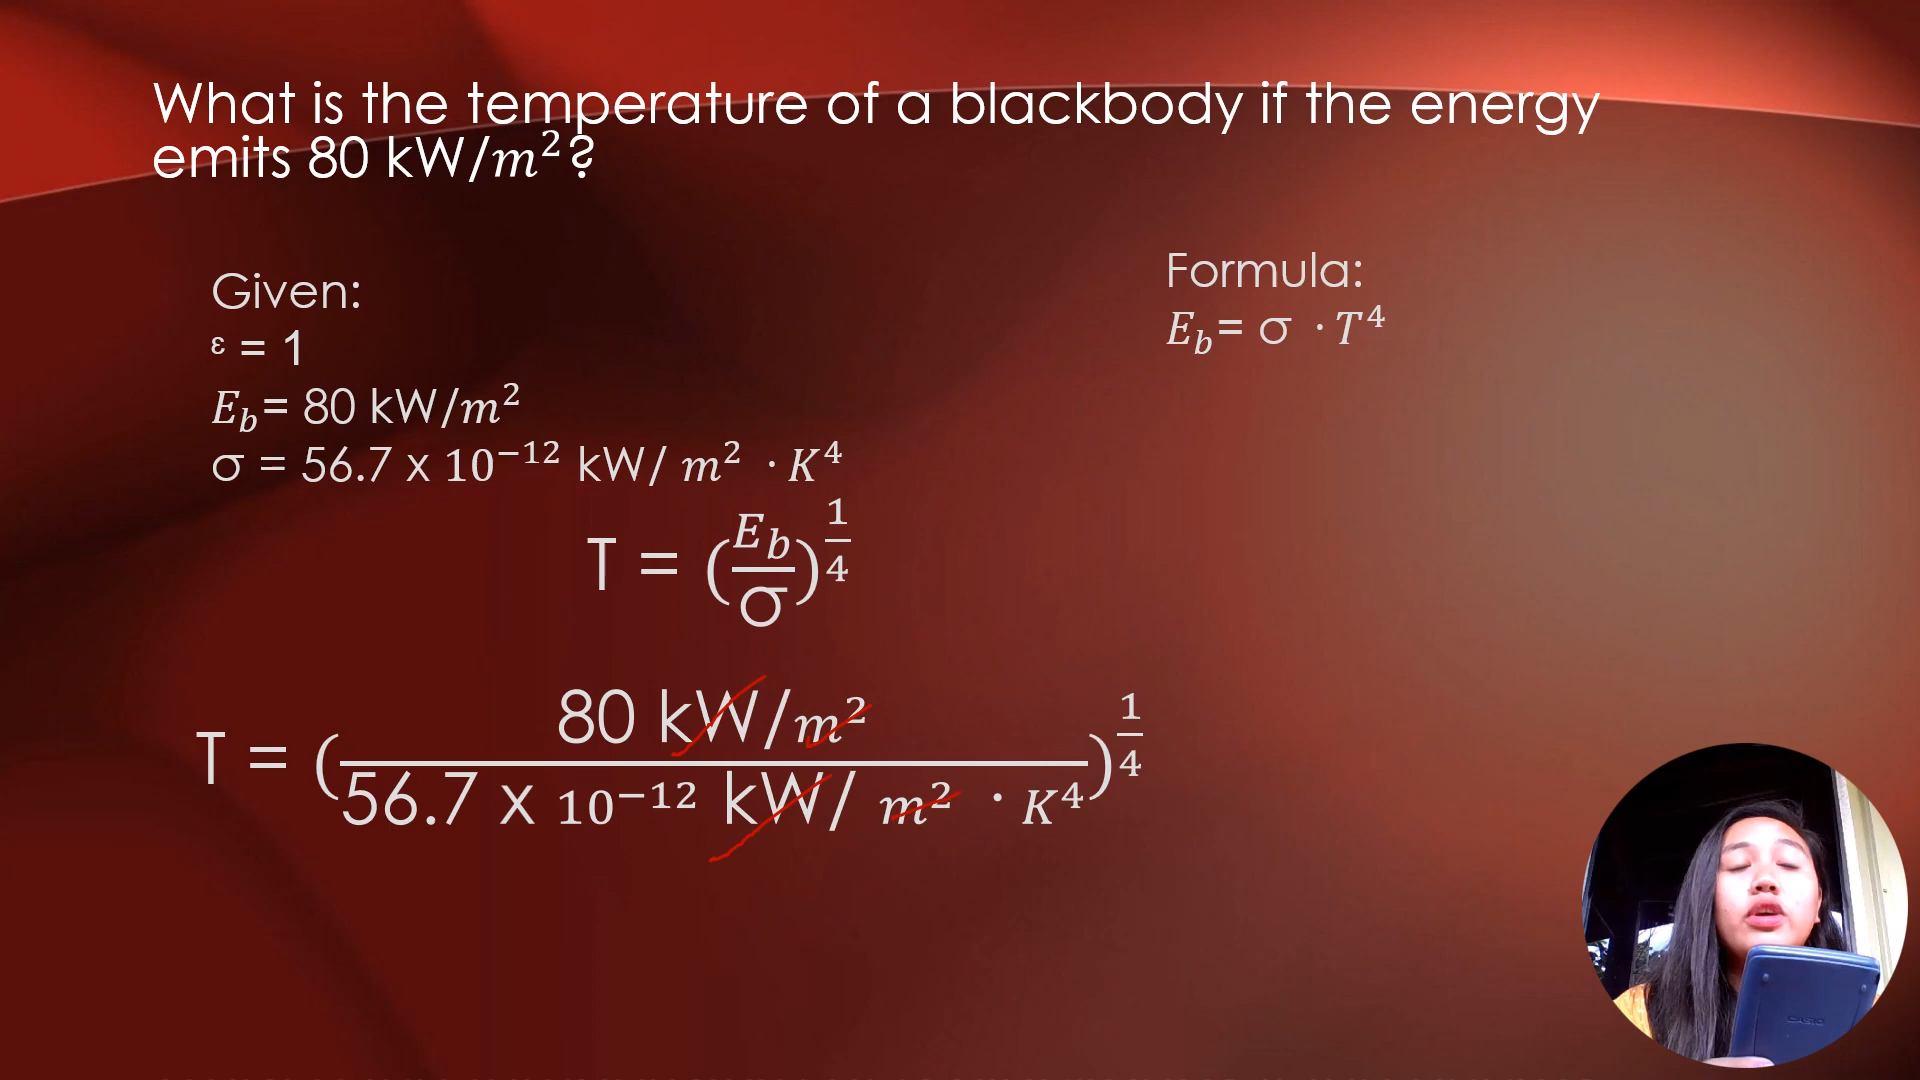 What is the temperature of a blackbody if the energy
emits 80 kW/m²?
Given:
ε = 1
E_b= 80 kW/m²
σ = 56.7 x 10⁻¹² kW/ m² · K⁴
Formula:
E_b= σ · T⁴
T = (E_b/σ)^(1/4)
T = (80 kW/m² / 56.7 x 10⁻¹² kW/ m² · K⁴)^(1/4)
CASIO